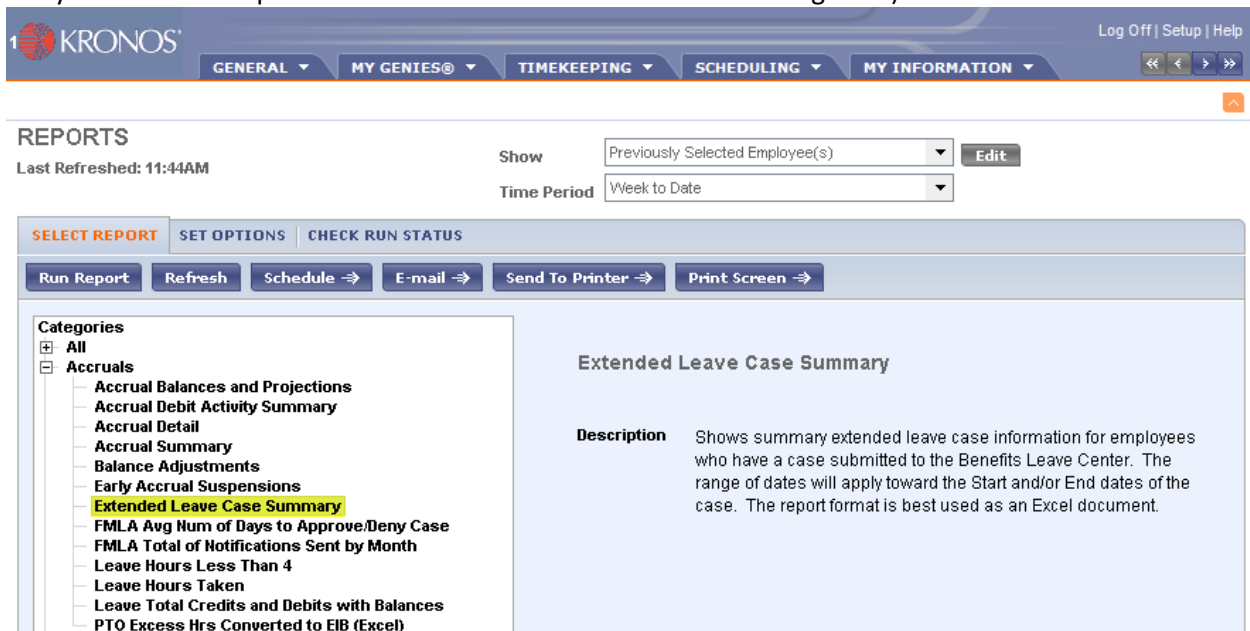 1 KRONOS®
Log Off | Setup | Help
GENERAL MY GENIES® TIMEKEEPING SCHEDULING MY INFORMATION
REPORTS
Last Refreshed: 11:44AM
Show Previously Selected Employee(s) Edit
Time Period Week to Date
SELECT REPORT SET OPTIONS CHECK RUN STATUS
Run Report Refresh Schedule E-mail Send To Printer Print Screen
Categories
All
Accruals
Accrual Balances and Projections
Accrual Debit Activity Summary
Accrual Detail
Accrual Summary
Balance Adjustments
Early Accrual Suspensions
Extended Leave Case Summary
FMLA Avg Num of Days to Approve/Deny Case
FMLA Total of Notifications Sent by Month
Leave Hours Less Than 4
Leave Hours Taken
Leave Total Credits and Debits with Balances
PTO Excess Hrs Converted to EIB (Excel)
Extended Leave Case Summary
Description Shows summary extended leave case information for employees
who have a case submitted to the Benefits Leave Center. The
range of dates will apply toward the Start and/or End dates of the
case. The report format is best used as an Excel document.